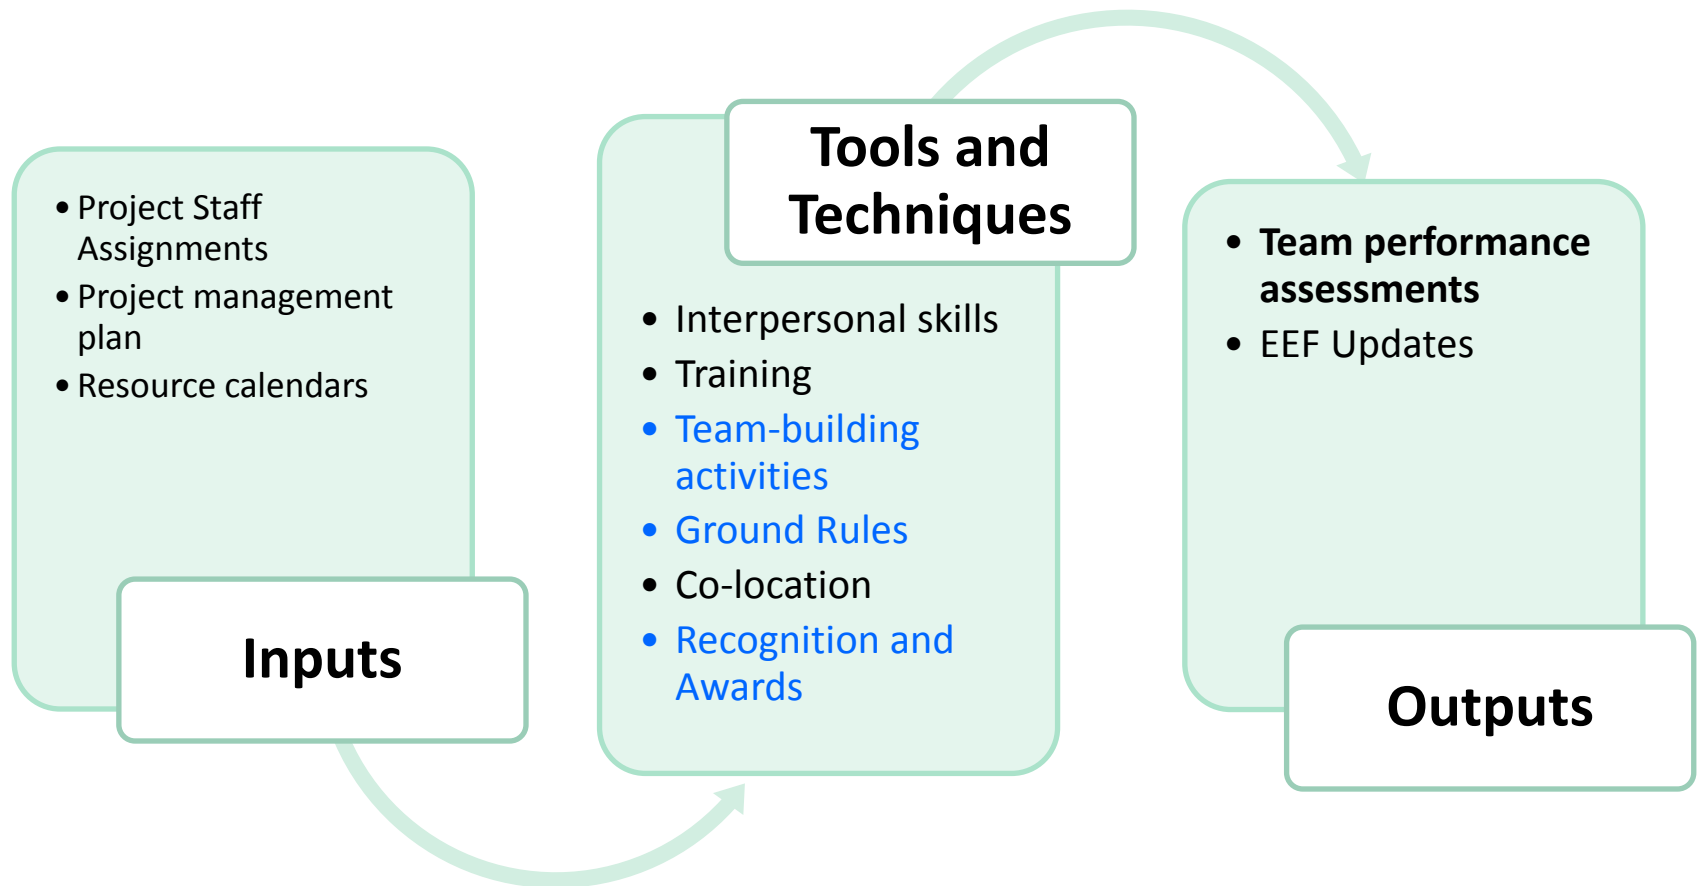 • Project Staff
Assignments
• Project management
plan
• Resource calendars
Inputs
Tools and
Techniques
• Interpersonal skills
• Training
• Team-building
activities
• Ground Rules
• Co-location
• Recognition and
Awards
• Team performance
assessments
• EEF Updates
Outputs